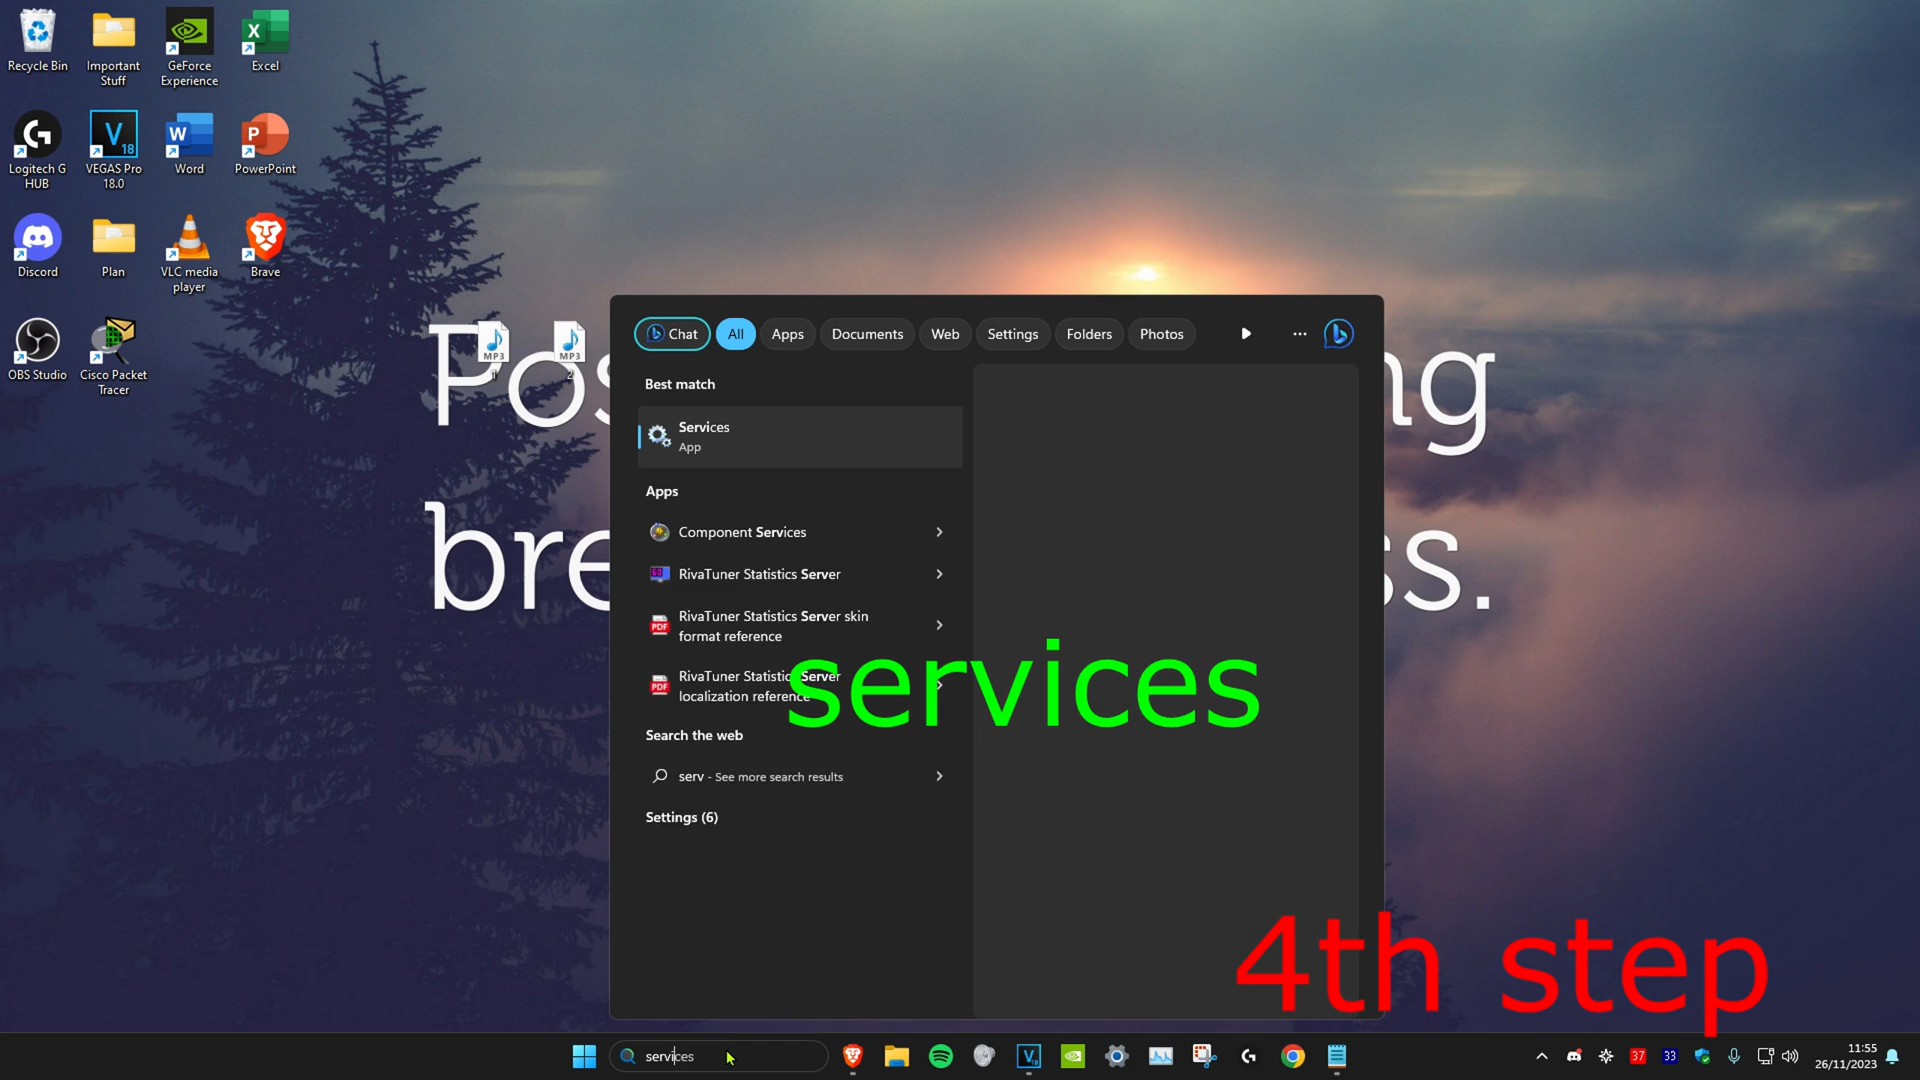 Recycle Bin
Important
Stuff
GeForce
Experience
Excel
Logitech G
HUB
VEGAS Pro
18.0
Word
PowerPoint
Discord
Plan
VLC media
player
Brave
OBS Studio
Cisco Packet
Tracer
MP3
MP3
Chat
All
Apps
Documents
Web
Settings
Folders
Photos
Best match
Services
App
Apps
Component Services
RivaTuner Statistics Server
RivaTuner Statistics Server skin
format reference
RivaTuner Statistics Server
localization reference
Search the web
serv - See more search results
Settings (6)
services
4th step
services
37
33
11:55
26/11/2023